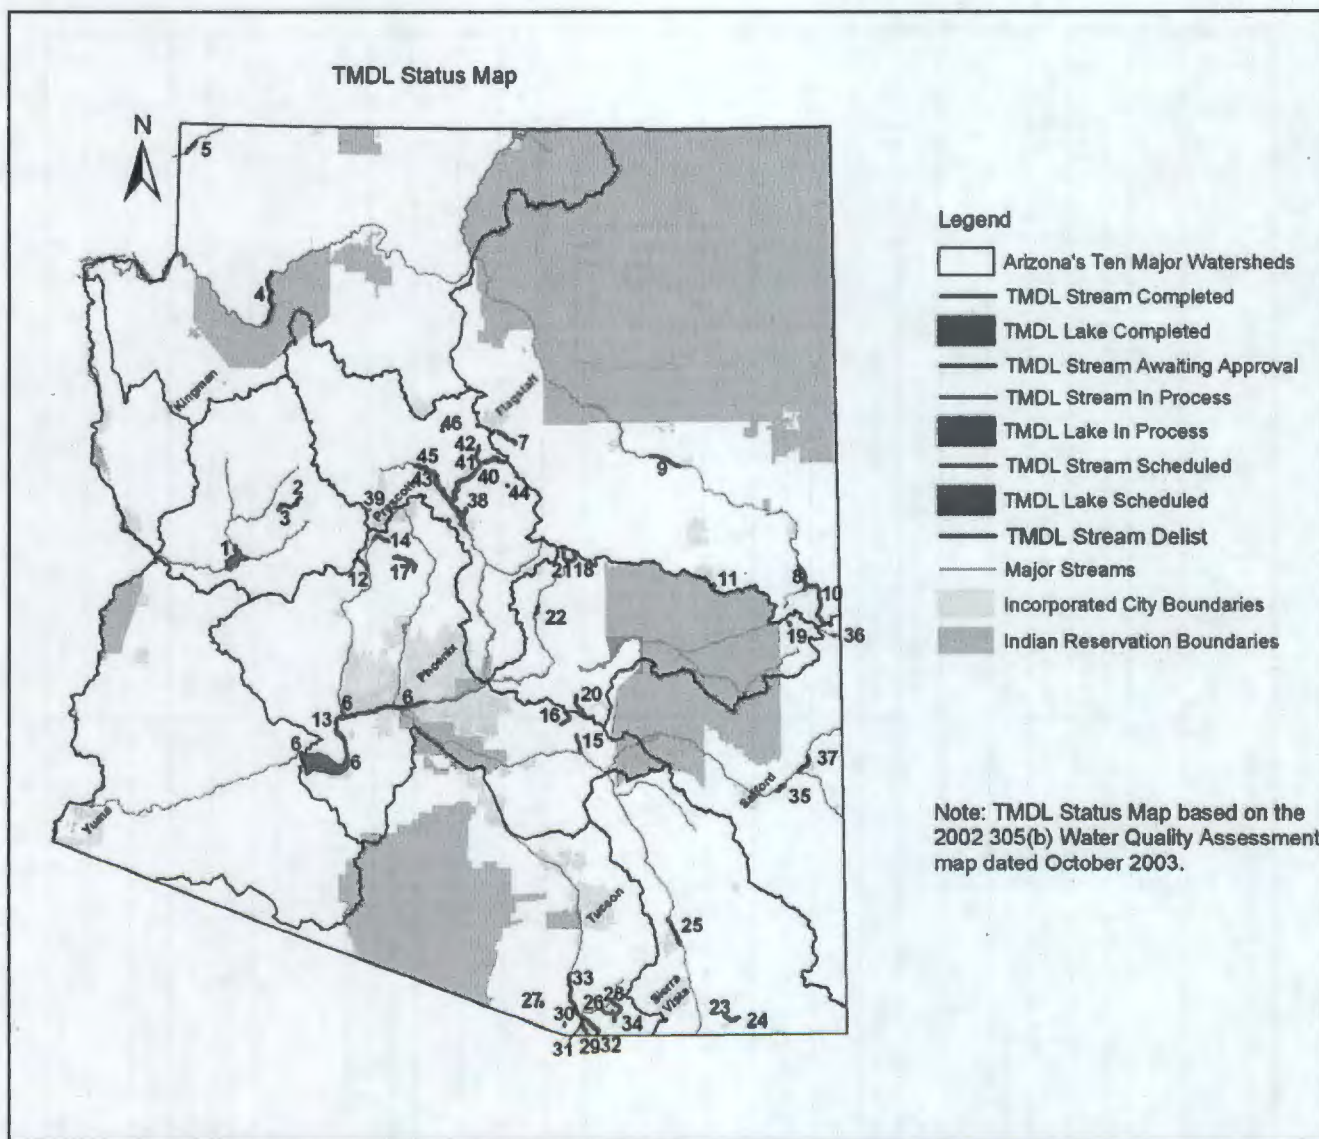 TMDL Status Map
N
5
4
Kingman
Flagstaff
46
7
42
41
45
43
40
44
9
38
2
3
39
Prescott
1
14
12
17
21
18
11
8
10
22
19
36
Phoenix
6
6
13
20
16
6
6
15
37
Safford
35
Yuma
Tucson
25
33
Sierra
Vista
27
28
26
30
34
23
24
31
29
32
Legend
Arizona's Ten Major Watersheds
TMDL Stream Completed
TMDL Lake Completed
TMDL Stream Awaiting Approval
TMDL Stream In Process
TMDL Lake In Process
TMDL Stream Scheduled
TMDL Lake Scheduled
TMDL Stream Delist
Major Streams
Incorporated City Boundaries
Indian Reservation Boundaries
Note: TMDL Status Map based on the
2002 305(b) Water Quality Assessment
map dated October 2003.